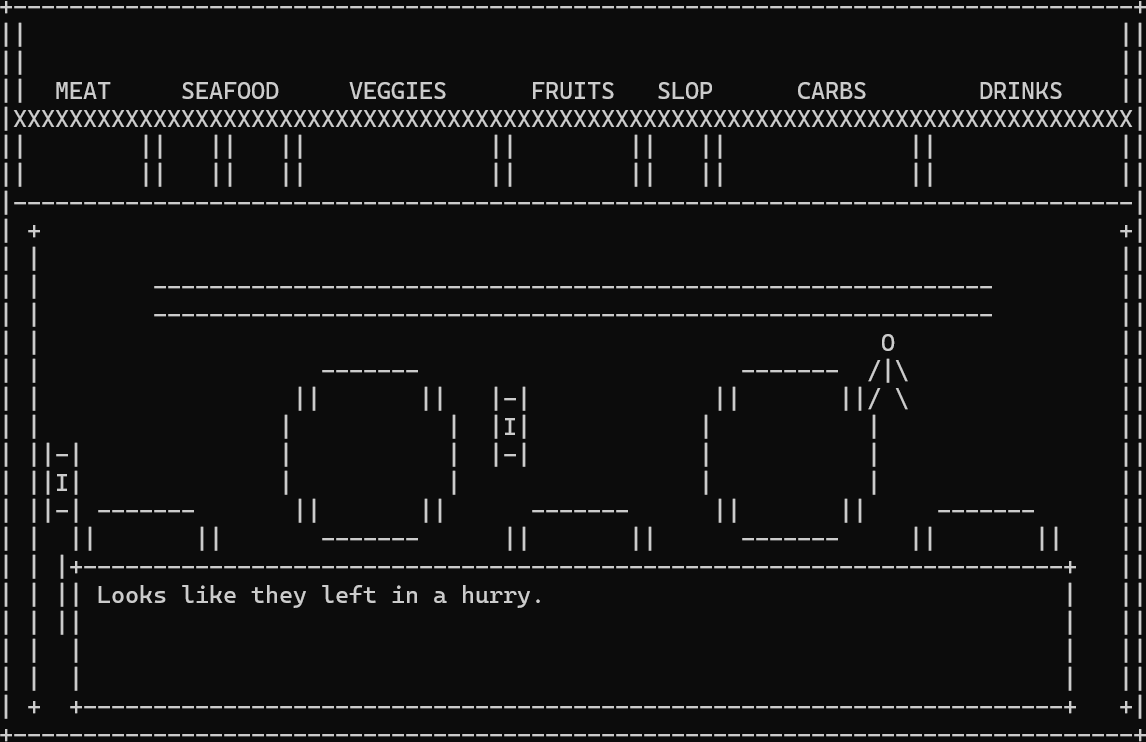 MEAT SEAFOOD VEGGIES FRUITS SLOP CARBS DRINKS
Looks like they left in a hurry.